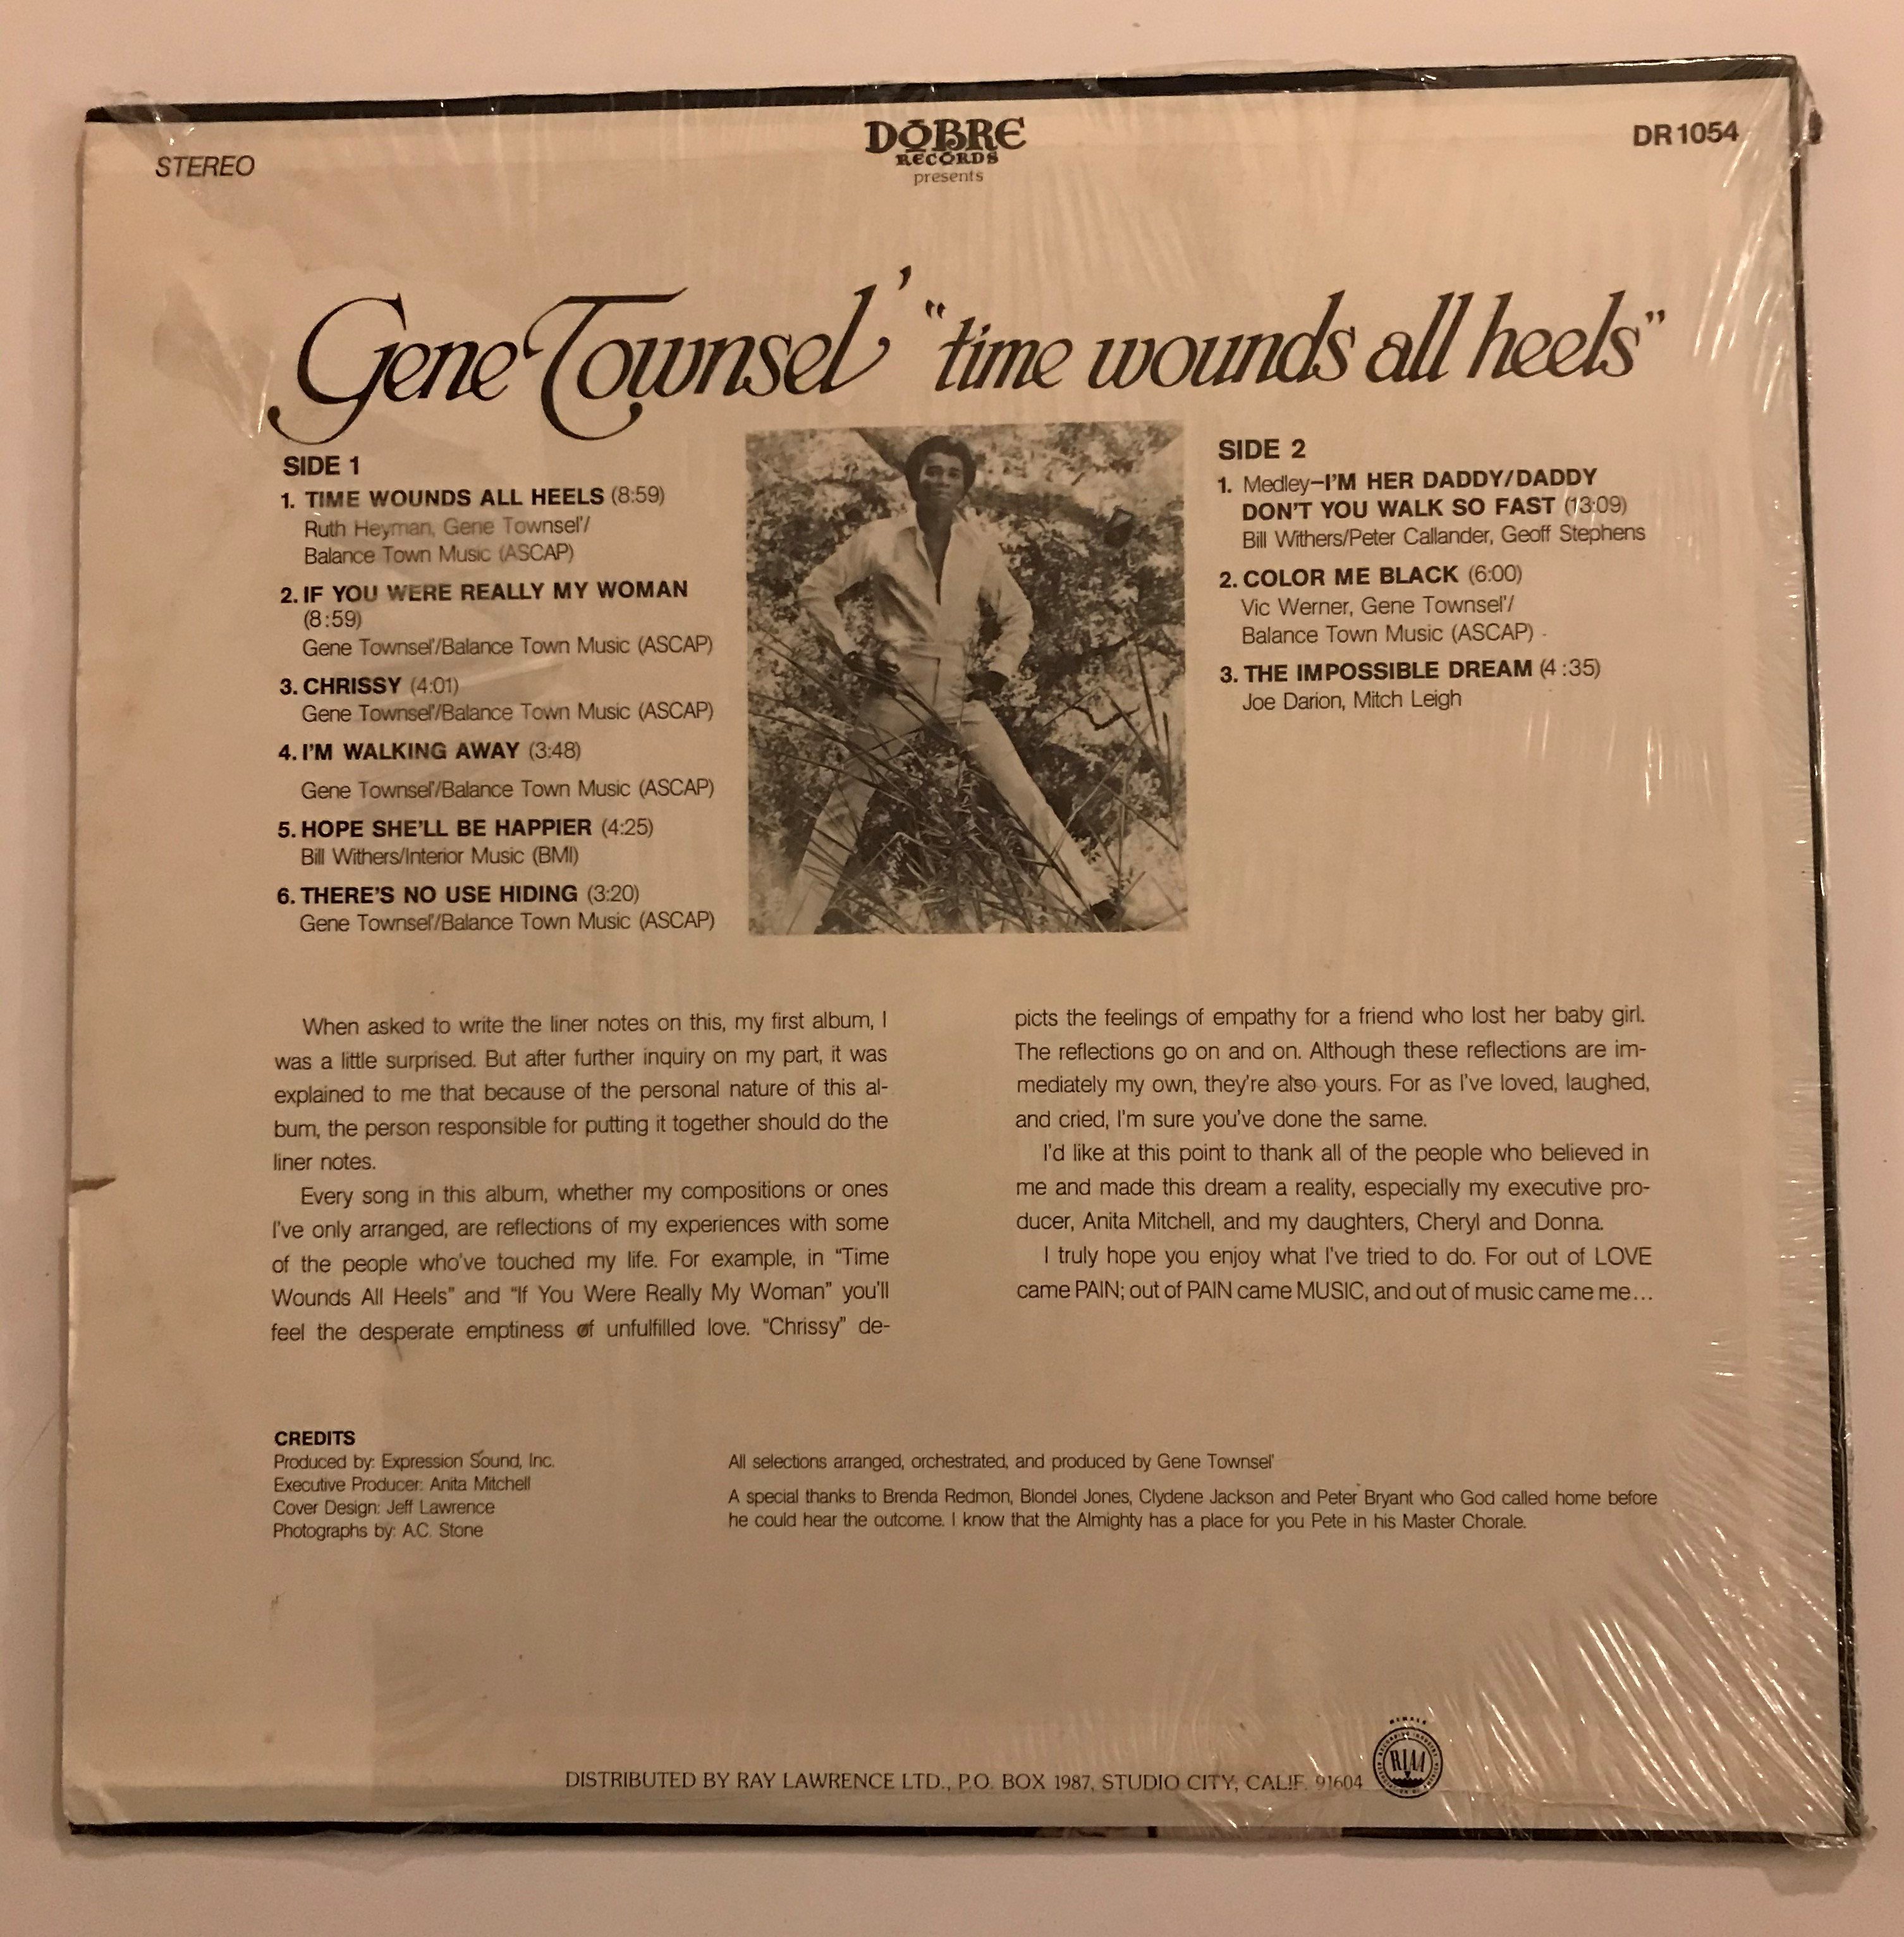 STEREO
DOBRE
RECORDS
presents
DR 1054
Gene Townsel' "time wounds all heels"
SIDE 1
1. TIME WOUNDS ALL HEELS (8:59)
Ruth Heyman, Gene Townsel'/
Balance Town Music (ASCAP)
2. IF YOU WERE REALLY MY WOMAN
(8:59)
Gene Townsel'/Balance Town Music (ASCAP)
3. CHRISSY (4:01)
Gene Townsel'/Balance Town Music (ASCAP)
4. I'M WALKING AWAY (3:48)
Gene Townsel'/Balance Town Music (ASCAP)
5. HOPE SHE'LL BE HAPPIER (4:25)
Bill Withers/Interior Music (BMI)
6. THERE'S NO USE HIDING (3:20)
Gene Townsel'/Balance Town Music (ASCAP)
SIDE 2
1. Medley—I'M HER DADDY/DADDY
DON'T YOU WALK SO FAST (13:09)
Bill Withers/Peter Callander, Geoff Stephens
2. COLOR ME BLACK (6:00)
Vic Werner, Gene Townsel'/
Balance Town Music (ASCAP)
3. THE IMPOSSIBLE DREAM (4:35)
Joe Darion, Mitch Leigh
When asked to write the liner notes on this, my first album, I
was a little surprised. But after further inquiry on my part, it was
explained to me that because of the personal nature of this al-
bum, the person responsible for putting it together should do the
liner notes.
Every song in this album, whether my compositions or ones
I've only arranged, are reflections of my experiences with some
of the people who've touched my life. For example, in "Time
Wounds All Heels" and "If You Were Really My Woman" you'll
feel the desperate emptiness of unfulfilled love. "Chrissy" de-
picts the feelings of empathy for a friend who lost her baby girl.
The reflections go on and on. Although these reflections are im-
mediately my own, they're also yours. For as I've loved, laughed,
and cried, I'm sure you've done the same.
I'd like at this point to thank all of the people who believed in
me and made this dream a reality, especially my executive pro-
ducer, Anita Mitchell, and my daughters, Cheryl and Donna.
I truly hope you enjoy what I've tried to do. For out of LOVE
came PAIN; out of PAIN came MUSIC, and out of music came me...
CREDITS
Produced by: Expression Sound, Inc.
Executive Producer: Anita Mitchell
Cover Design: Jeff Lawrence
Photographs by: A.C. Stone
All selections arranged, orchestrated, and produced by Gene Townsel'
A special thanks to Brenda Redmon, Blondel Jones, Clydene Jackson and Peter Bryant who God called home before
he could hear the outcome. I know that the Almighty has a place for you Pete in his Master Chorale.
DISTRIBUTED BY RAY LAWRENCE LTD., P.O. BOX 1987, STUDIO CITY, CALIF. 91604
MEMBER
RIAA